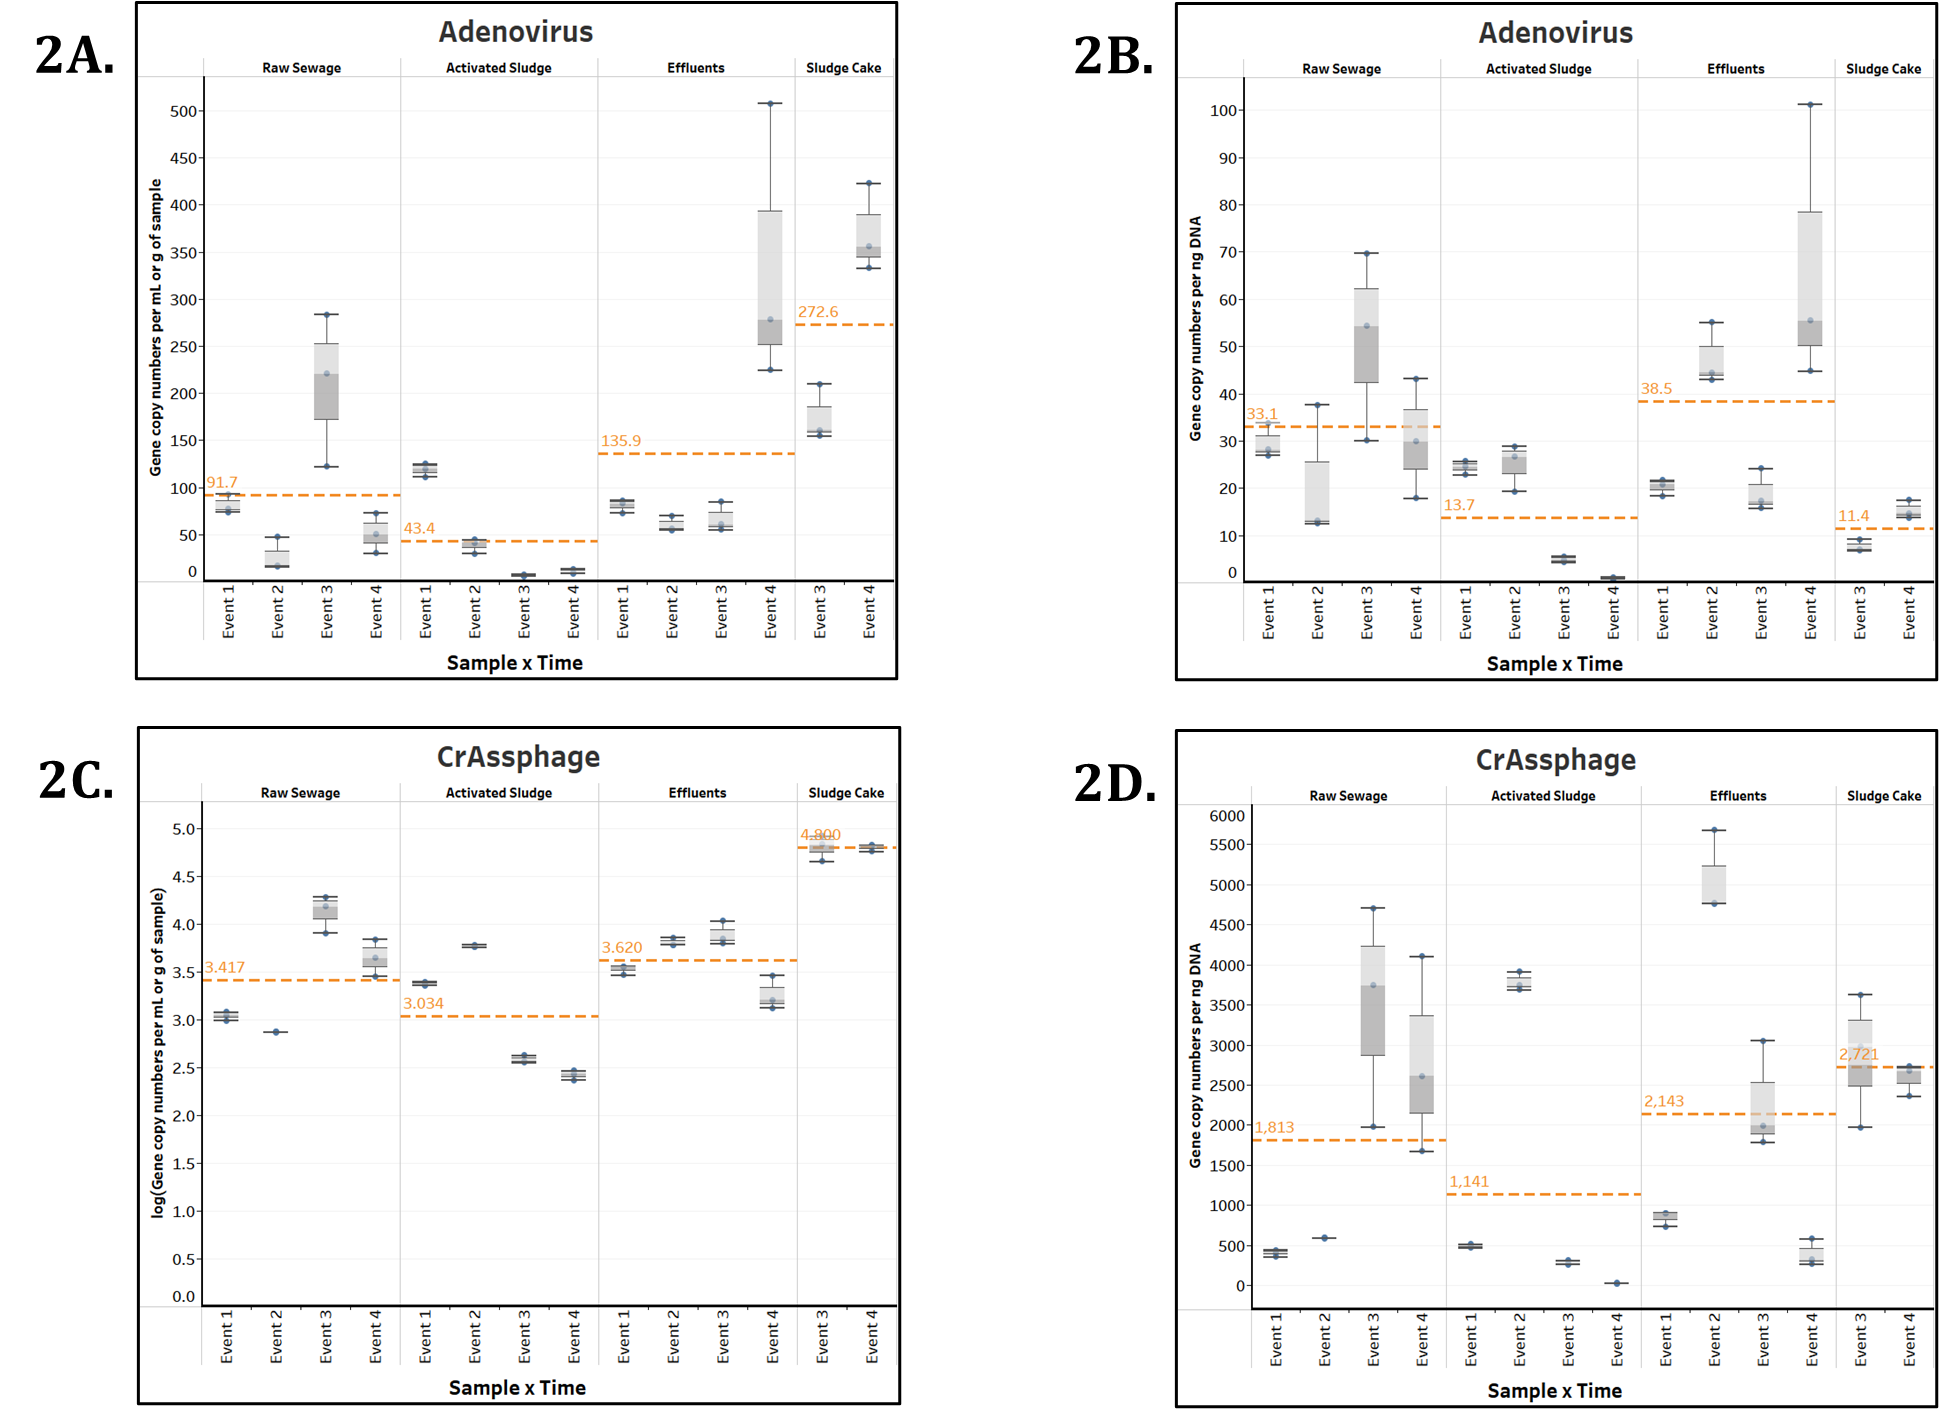 2A.
Adenovirus
Raw Sewage Activated Sludge Effluents Sludge Cake
Gene copy numbers per mL or g of sample
500
450
400
350
300
250
200
150
100
50
0
91.7
43.4
135.9
272.6
Event 1 Event 2 Event 3 Event 4 Event 1 Event 2 Event 3 Event 4 Event 1 Event 2 Event 3 Event 4 Event 3 Event 4
Sample x Time
2B.
Adenovirus
Raw Sewage Activated Sludge Effluents Sludge Cake
Gene copy numbers per ng DNA
100
90
80
70
60
50
40
30
20
10
0
33.1
13.7
38.5
11.4
Event 1 Event 2 Event 3 Event 4 Event 1 Event 2 Event 3 Event 4 Event 1 Event 2 Event 3 Event 4 Event 3 Event 4
Sample x Time
2C.
CrAssphage
Raw Sewage Activated Sludge Effluents Sludge Cake
log(Gene copy numbers per mL or g of sample)
5.0
4.5
4.0
3.5
3.0
2.5
2.0
1.5
1.0
0.5
0.0
3.417
3.034
3.620
4.800
Event 1 Event 2 Event 3 Event 4 Event 1 Event 2 Event 3 Event 4 Event 1 Event 2 Event 3 Event 4 Event 3 Event 4
Sample x Time
2D.
CrAssphage
Raw Sewage Activated Sludge Effluents Sludge Cake
Gene copy numbers per ng DNA
6000
5500
5000
4500
4000
3500
3000
2500
2000
1500
1000
500
0
1,813
1,141
2,143
2,721
Event 1 Event 2 Event 3 Event 4 Event 1 Event 2 Event 3 Event 4 Event 1 Event 2 Event 3 Event 4 Event 3 Event 4
Sample x Time